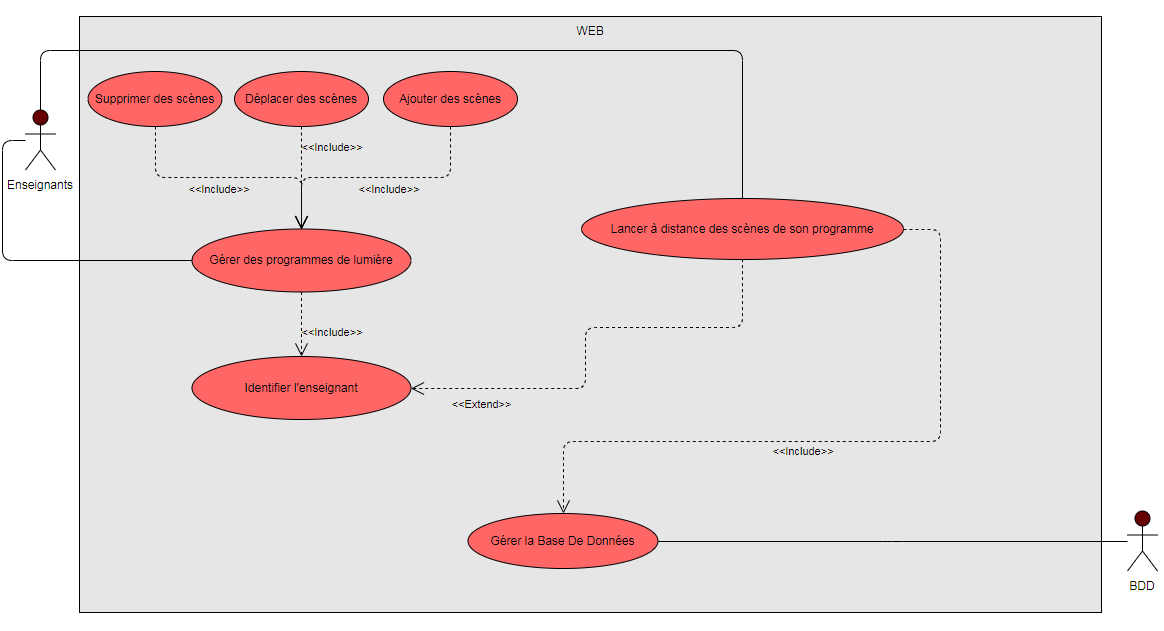 WEB
Supprimer des scènes
Déplacer des scènes
Ajouter des scènes
<<Include>>
Enseignants
<<Include>>
<<Include>>
Lancer à distance des scènes de son programme
Gérer des programmes de lumière
<<Include>>
Identifier l'enseignant
<<Extend>>
<<Include>>
Gérer la Base De Données
BDD